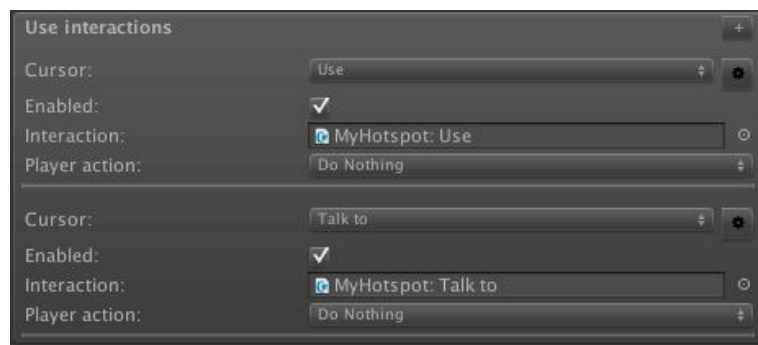 Use interactions +
Cursor: Use
Enabled:
Interaction: MyHotspot: Use
Player action: Do Nothing
Cursor: Talk to
Enabled:
Interaction: MyHotspot: Talk to
Player action: Do Nothing